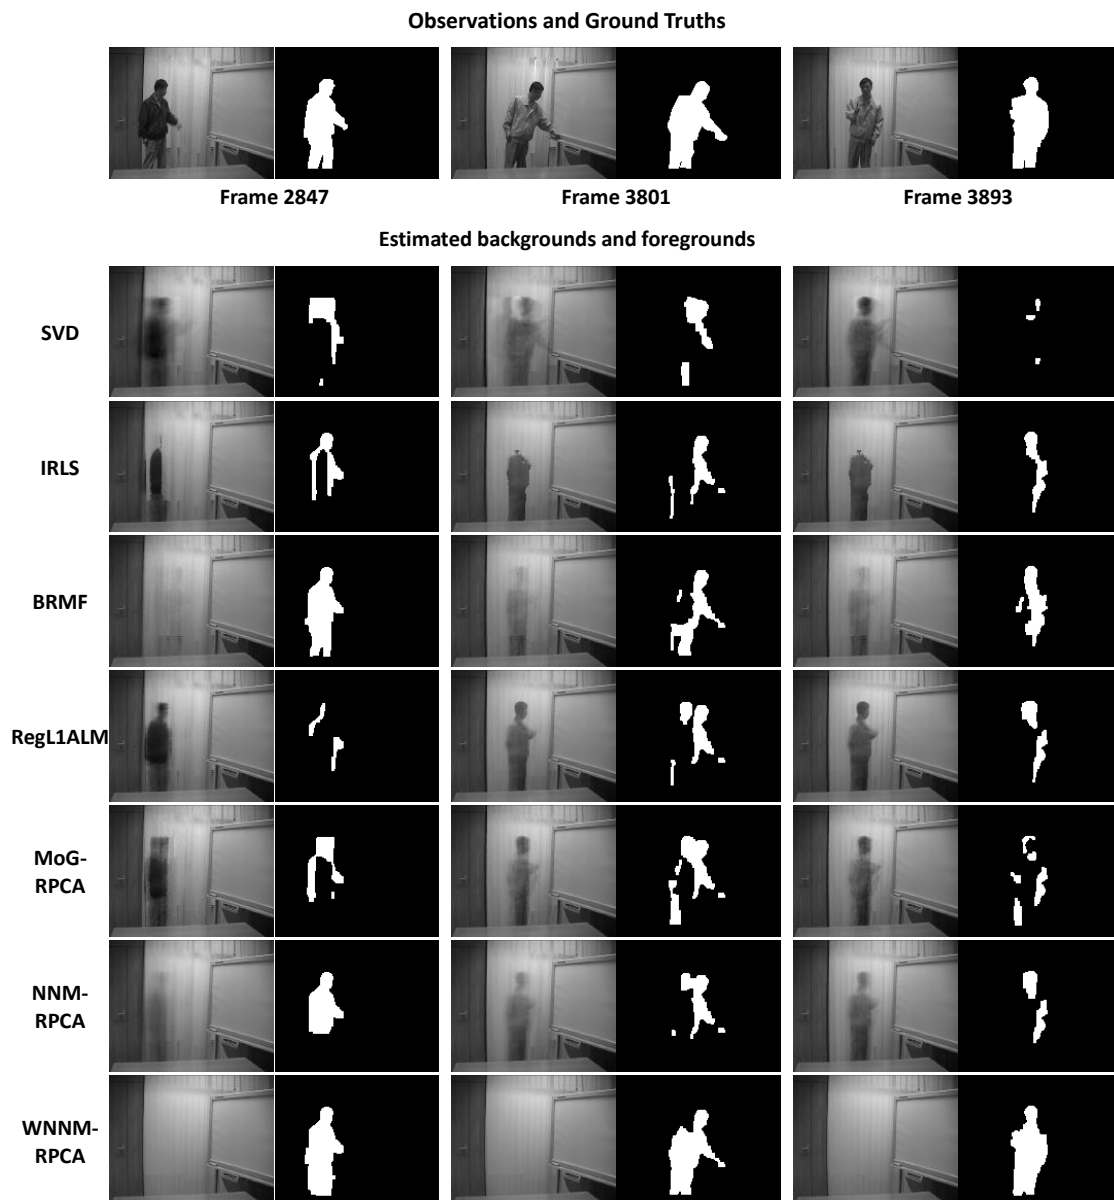 Observations and Ground Truths
Frame 2847
Frame 3801
Frame 3893
Estimated backgrounds and foregrounds
SVD
IRLS
BRMF
RegL1ALM
MoG-
RPCA
NNM-
RPCA
WNNM-
RPCA